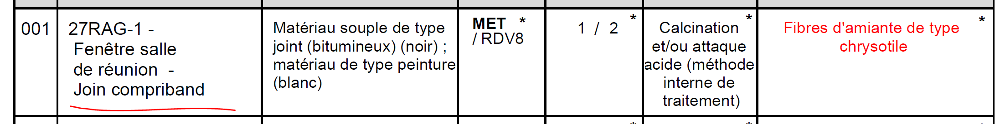 001
27RAG-1 -
Fenêtre salle
de réunion -
Join compriband
Matériau souple de type
joint (bitumineux) (noir) ;
matériau de type peinture
(blanc)
MET *
/ RDV8
1 / 2 *
Calcination *
et/ou attaque
acide (méthode
interne de
traitement)
Fibres d'amiante de type *
chrysotile
* * *